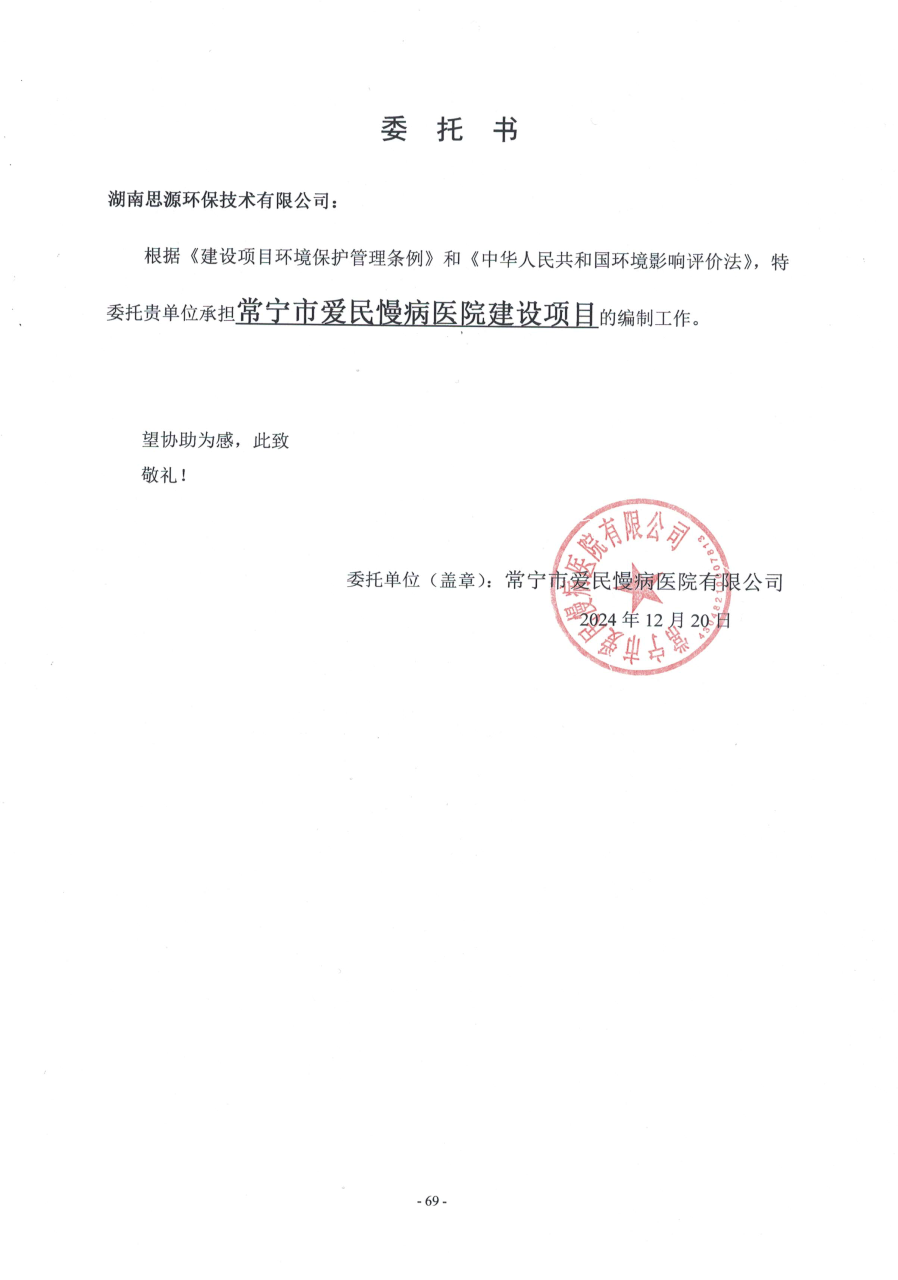 委 托 书
湖南思源环保技术有限公司：
根据《建设项目环境保护管理条例》和《中华人民共和国环境影响评价法》，特
委托贵单位承担常宁市爱民慢病医院建设项目的编制工作。
望协助为感，此致
敬礼！
委托单位（盖章）：常宁市爱民慢病医院有限公司
2024 年 12 月 20 日
常宁市爱民慢病医院有限公司
- 69 -